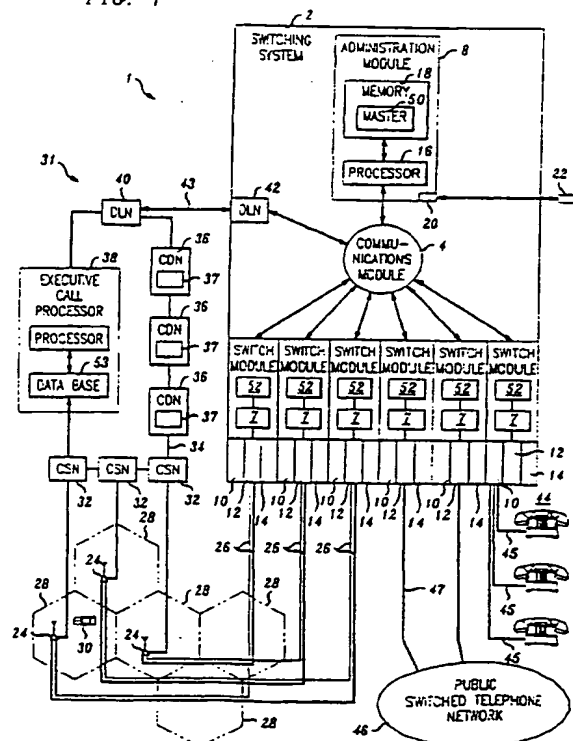 FIG. 1
2
SWITCHING
SYSTEM
ADMINISTRATION
MODULE
8
18
MEMORY
50
MASTER
1
16
PROCESSOR
31
40
43
42
22
DLN
DLN
20
36
CDN
37
COMMU-
NICATIONS
MODULE
4
38
EXECUTIVE
CALL
PROCESSOR
36
CDN
37
PROCESSOR
53
DATA BASE
36
CDN
37
SWITCH SWITCH SWITCH SWITCH SWITCH SWITCH
MODULE MODULE MODULE MODULE MODULE MODULE
52 52 52 52 52 52
7 7 7 7 7 7
34
12
14
CSN CSN CSN
32 32 32
10 10 10 10 10 10
12 12 12 12 12
14 14 14 14 14
44
28
26 26 26
45
24
28
28
28
47
45
24
30
24
45
28
46
PUBLIC
SWITCHED TELEPHONE
NETWORK